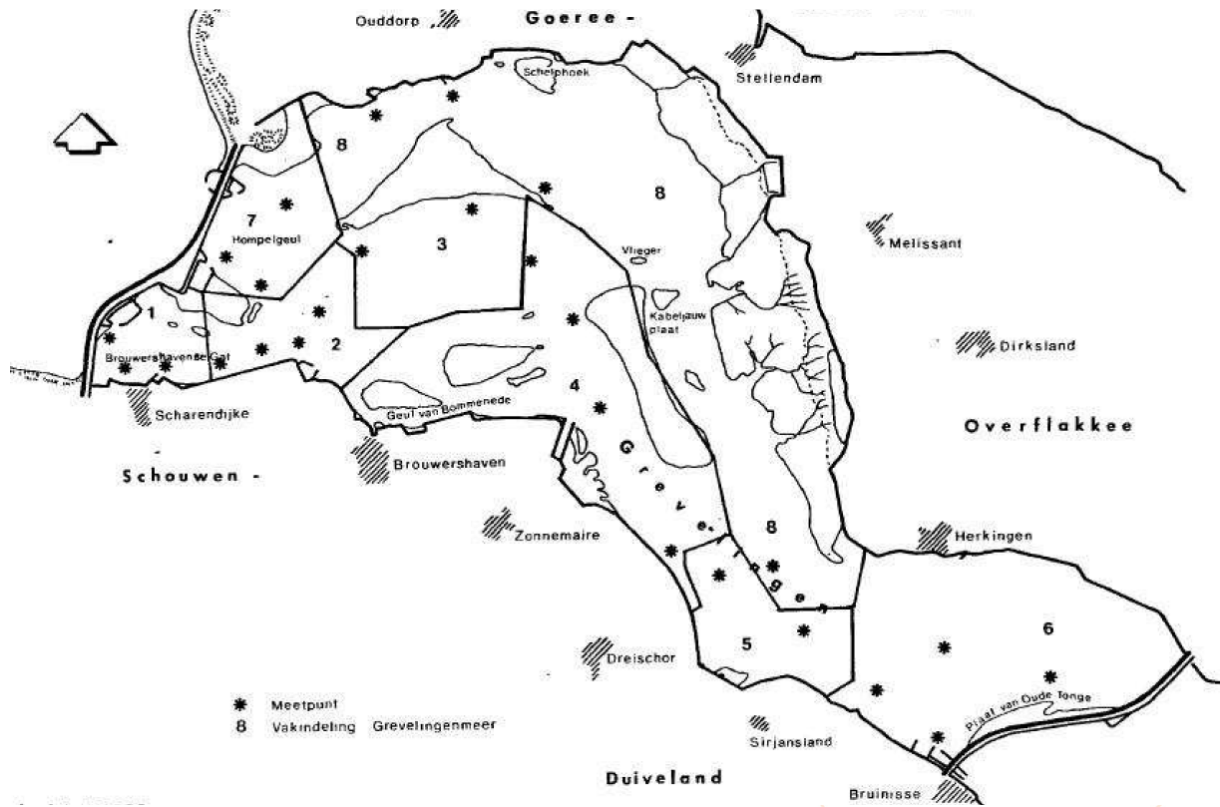 Ouddorp
Goeree -
Stellendam
Schelphoek
8
8
7
Hompelgeul
3
Melissant
Vlieger
Kabeljauw
plaat
1
2
Brouwershavense Gat
4
Dirksland
Scharendijke
Geul van Bommenede
Overflakkee
Schouwen -
Brouwershaven
Grevelingen
Zonnemaire
8
Herkingen
5
6
Dreischor
Meetpunt
8 Vakindeling Grevelingenmeer
Plaat van Oude Tonge
Sirjansland
Duiveland
Bruinisse